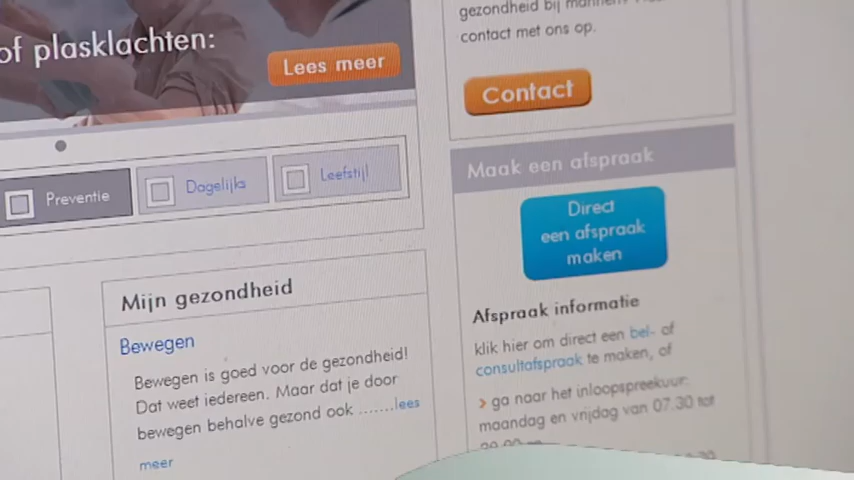 of plasklachten:
Lees meer
Preventie
Dagelijks
Leefstijl
Mijn gezondheid
Bewegen
Bewegen is goed voor de gezondheid!
Dat weet iedereen. Maar dat je door
bewegen behalve gezond ook .......lees
meer
gezondheid bij mannen?
contact met ons op.
Contact
Maak een afspraak
Direct
een afspraak
maken
Afspraak informatie
klik hier om direct een bel- of
consultafspraak te maken, of
ga naar het inloopspreekuur:
maandag en vrijdag van 07.30 tot